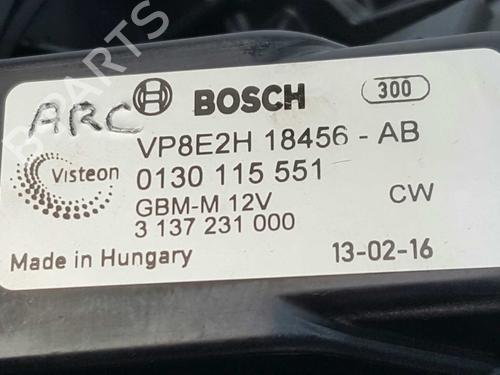 B-PARTS
ARC BOSCH 300
VP8E2H 18456 - AB
Visteon 0130 115 551
GBM-M 12V CW
3 137 231 000
Made in Hungary 13-02-16